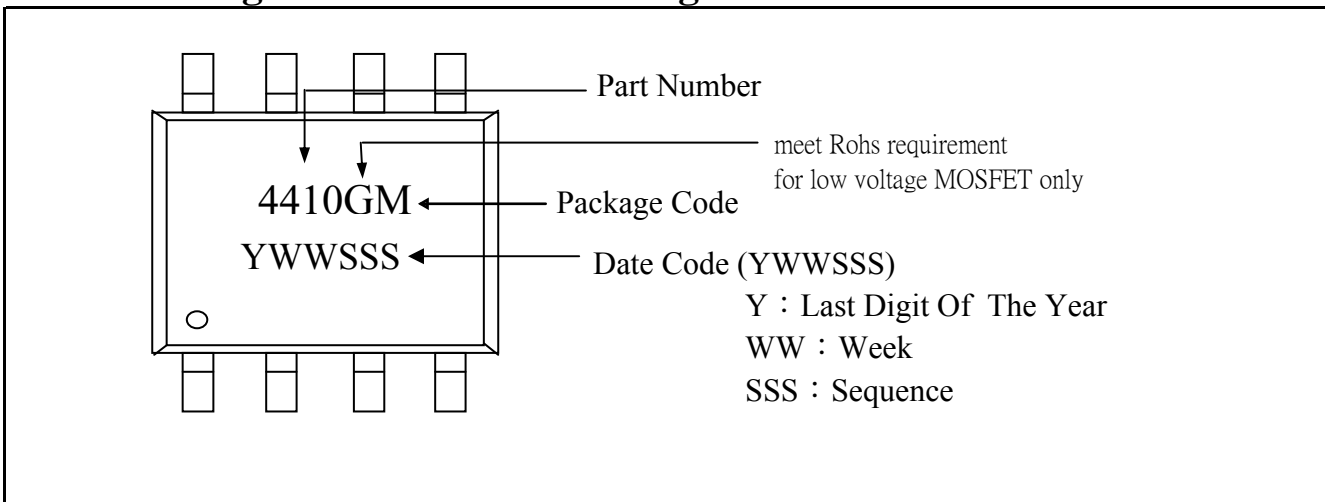 Part Number
meet Rohs requirement
for low voltage MOSFET only
4410GM
Package Code
YWWSSS
Date Code (YWWSSS)
Y：Last Digit Of The Year
WW：Week
SSS：Sequence